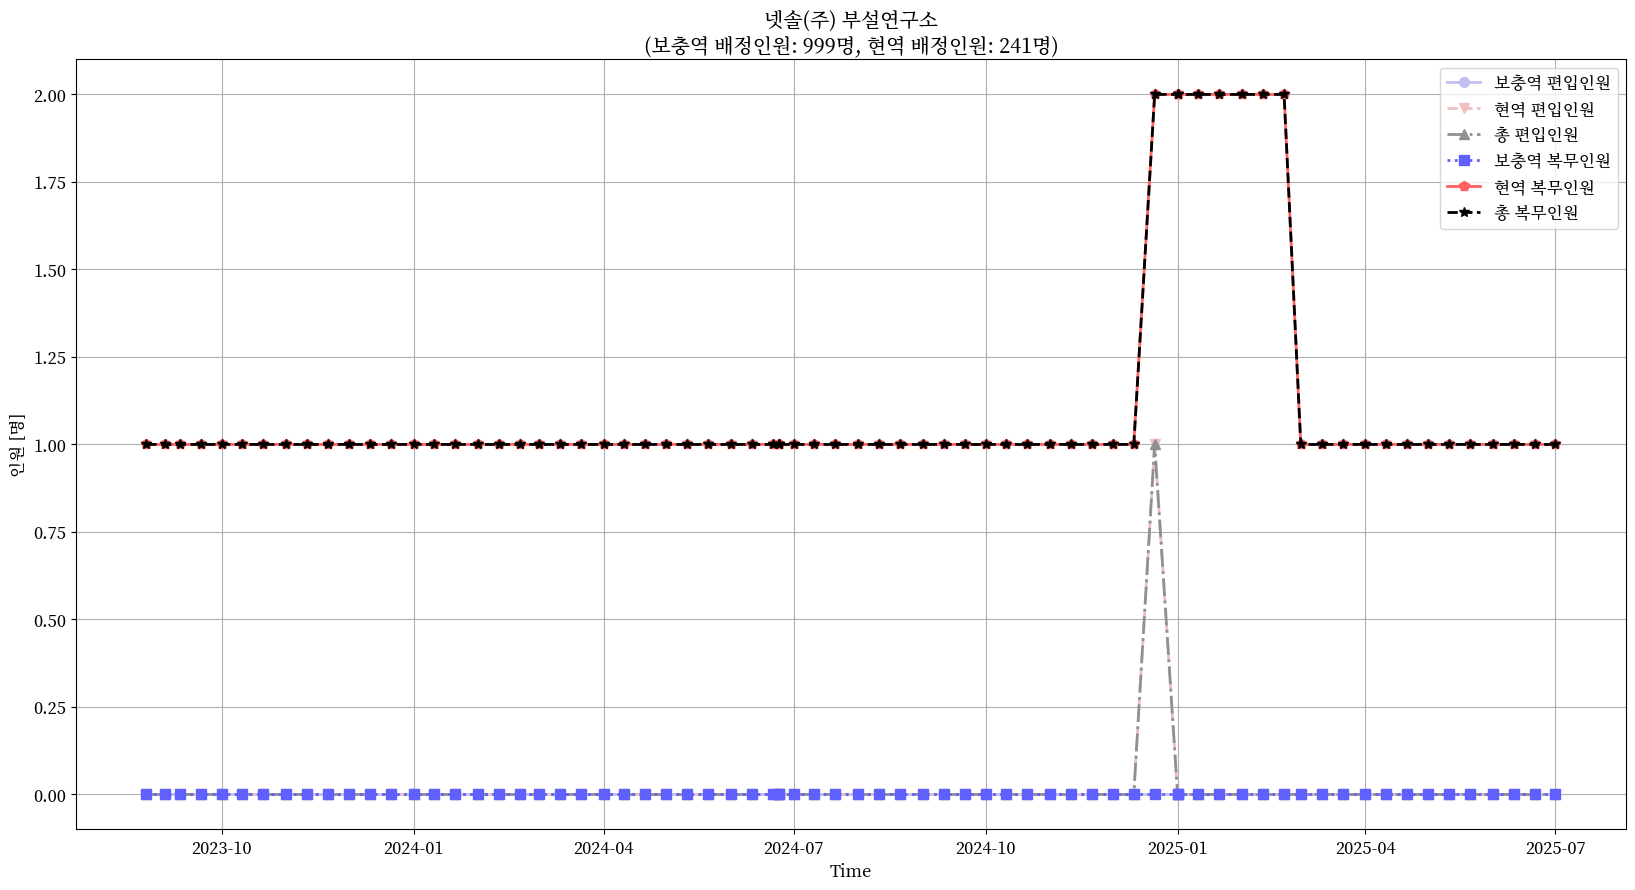 넷솔(주) 부설연구소
(보충역 배정인원: 999명, 현역 배정인원: 241명)
보충역 편입인원
현역 편입인원
총 편입인원
보충역 복무인원
현역 복무인원
총 복무인원
인원 [명]
2.00
1.75
1.50
1.25
1.00
0.75
0.50
0.25
0.00
2023-10
2024-01
2024-04
2024-07
2024-10
2025-01
2025-04
2025-07
Time